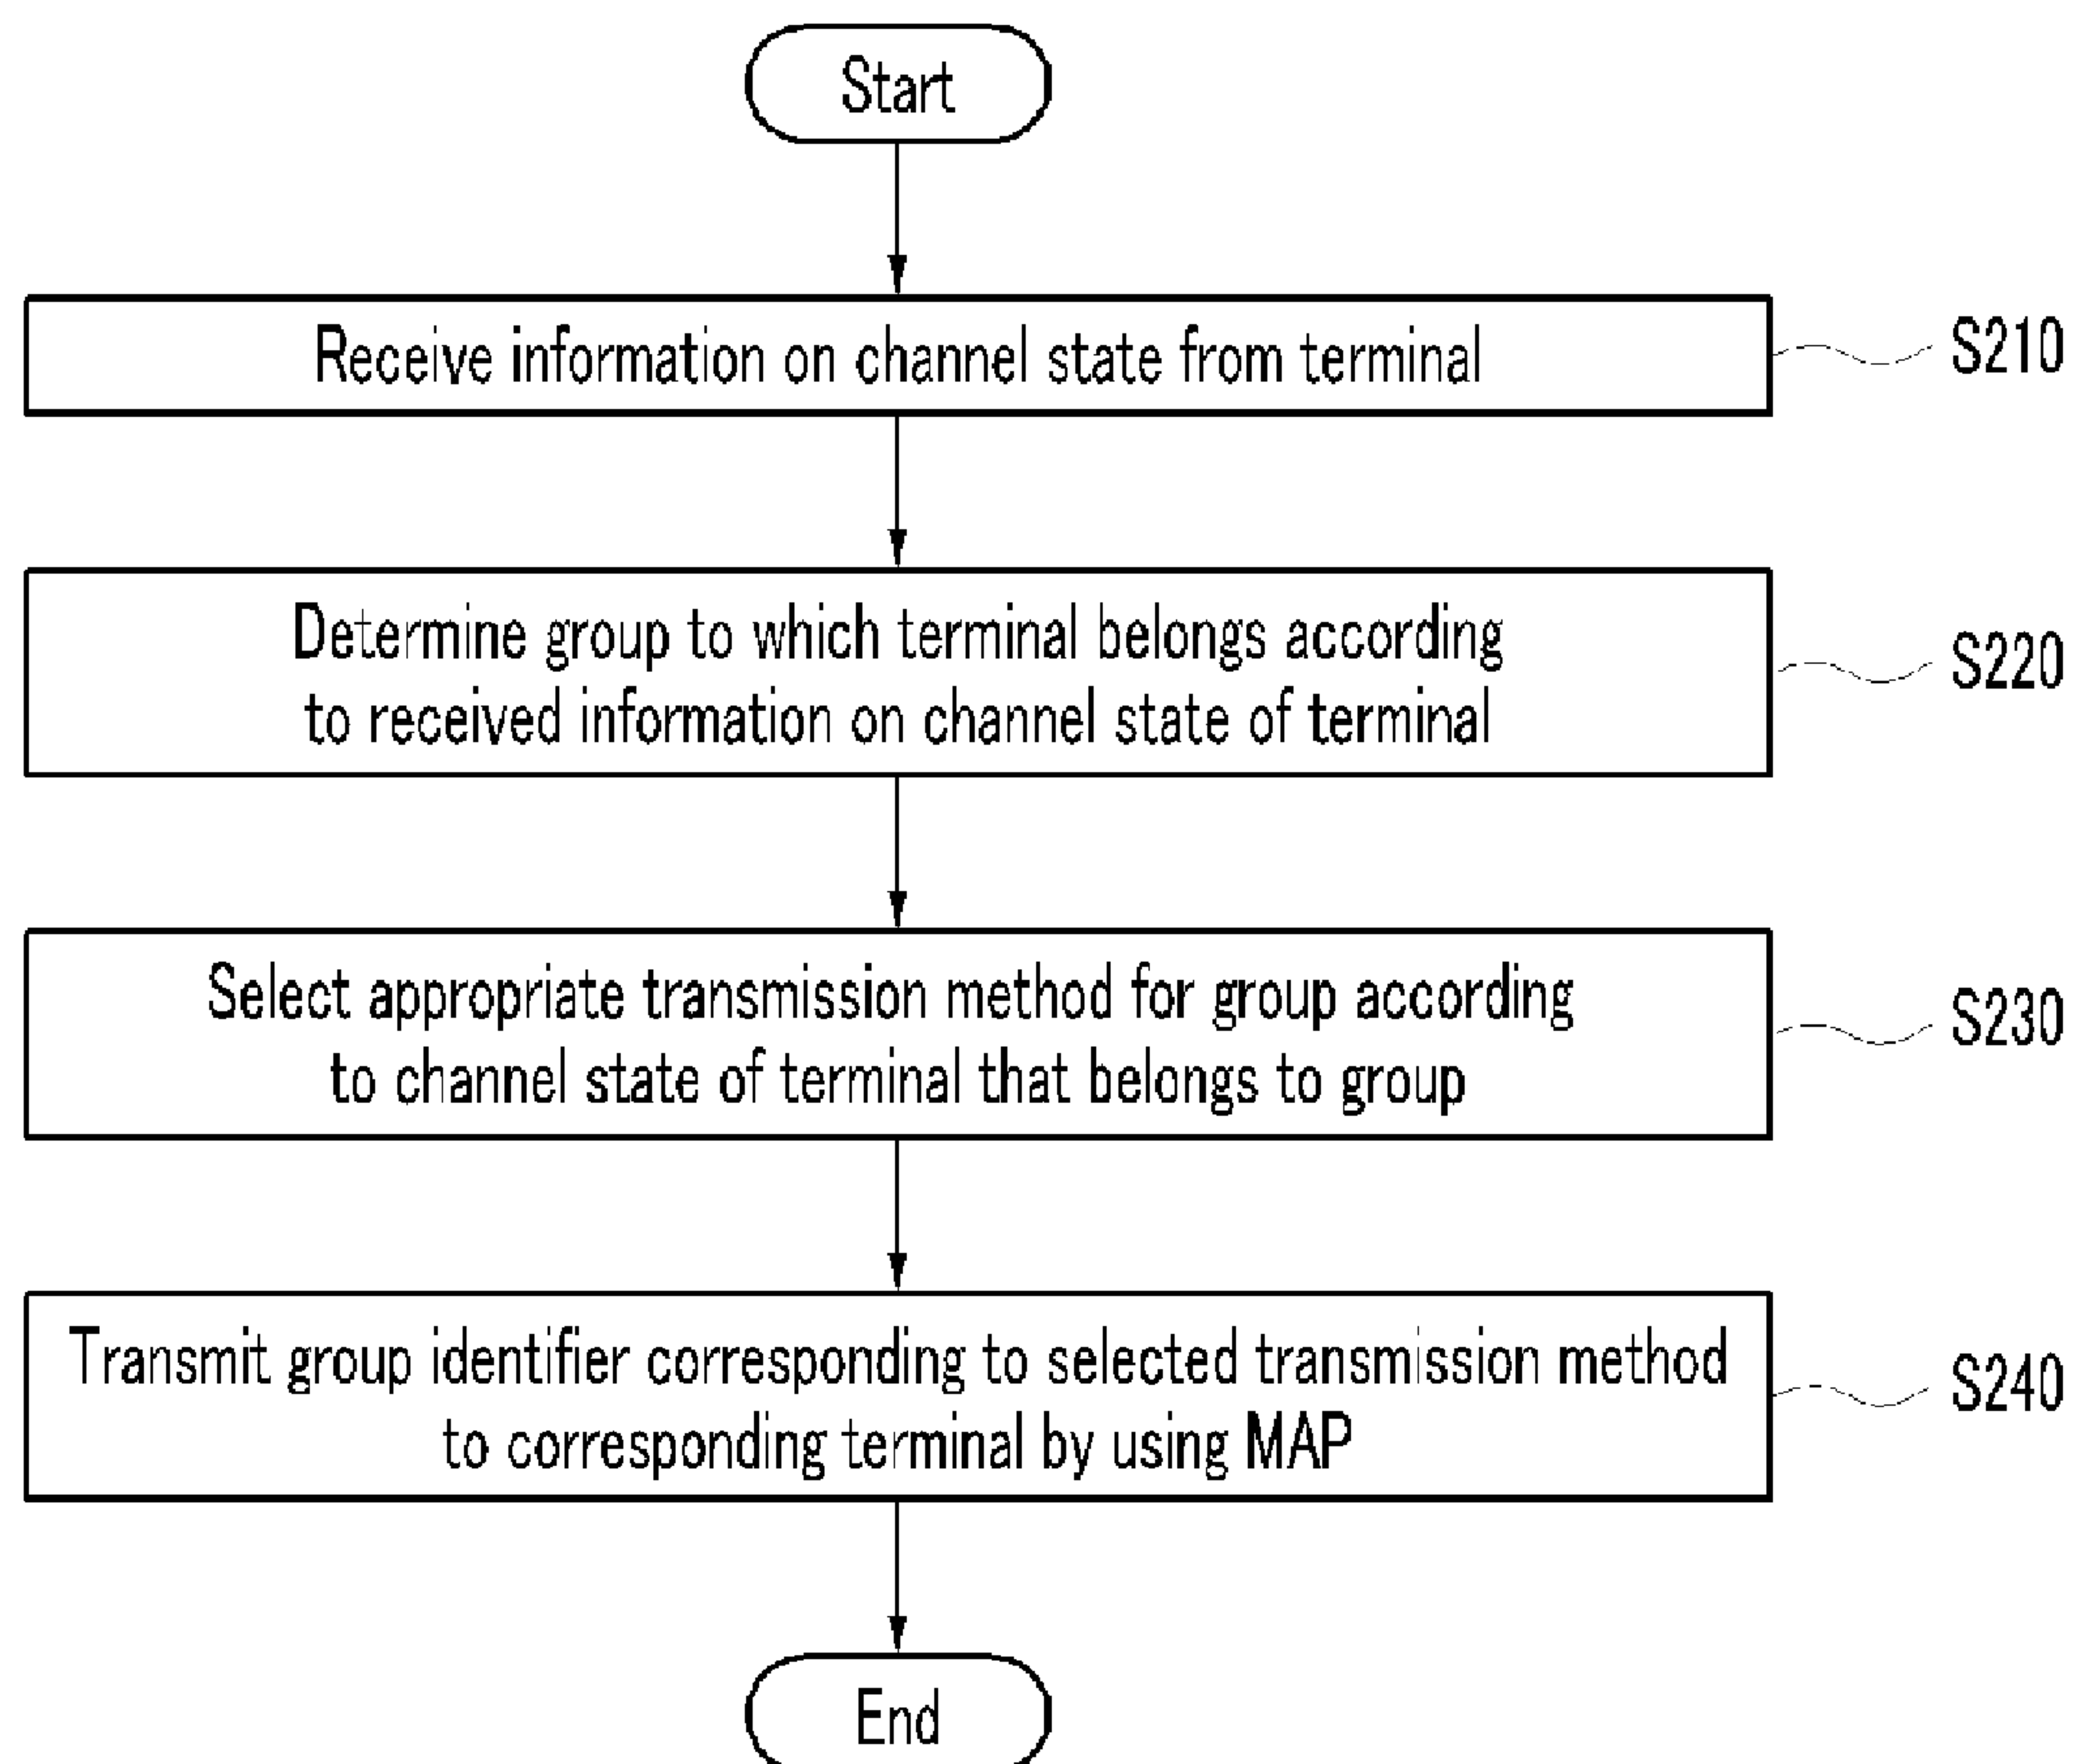 Start
Receive information on channel state from terminal
S210
Determine group to which terminal belongs according
to received information on channel state of terminal
S220
Select appropriate transmission method for group according
to channel state of terminal that belongs to group
S230
Transmit group identifier corresponding to selected transmission method
to corresponding terminal by using MAP
S240
End